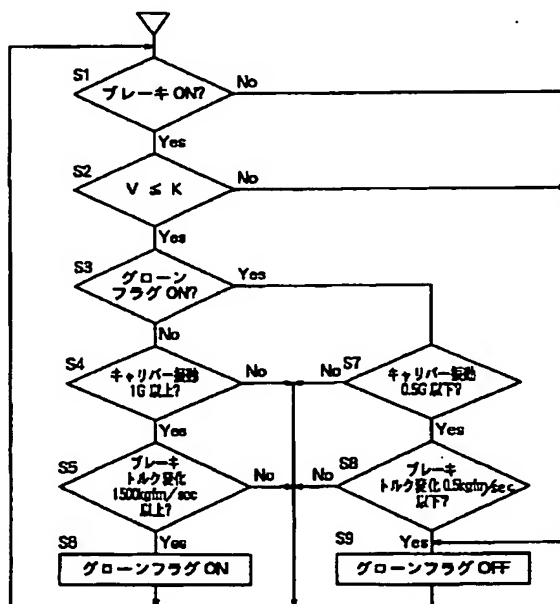 S1
ブレーキ ON?
No
Yes
S2
V ≤ K
No
Yes
S3
グローン
フラグ ON?
Yes
No
S4
キャリパー振動
1G 以上?
No
Yes
S7
キャリパー振動
0.5G 以下?
No
Yes
S5
ブレーキ
トルク変化
1500kgfm/sec
以上?
No
Yes
S8
ブレーキ
トルク変化 0.5kgfm/sec
以下?
No
Yes
S6
グローンフラグ ON
S9
グローンフラグ OFF